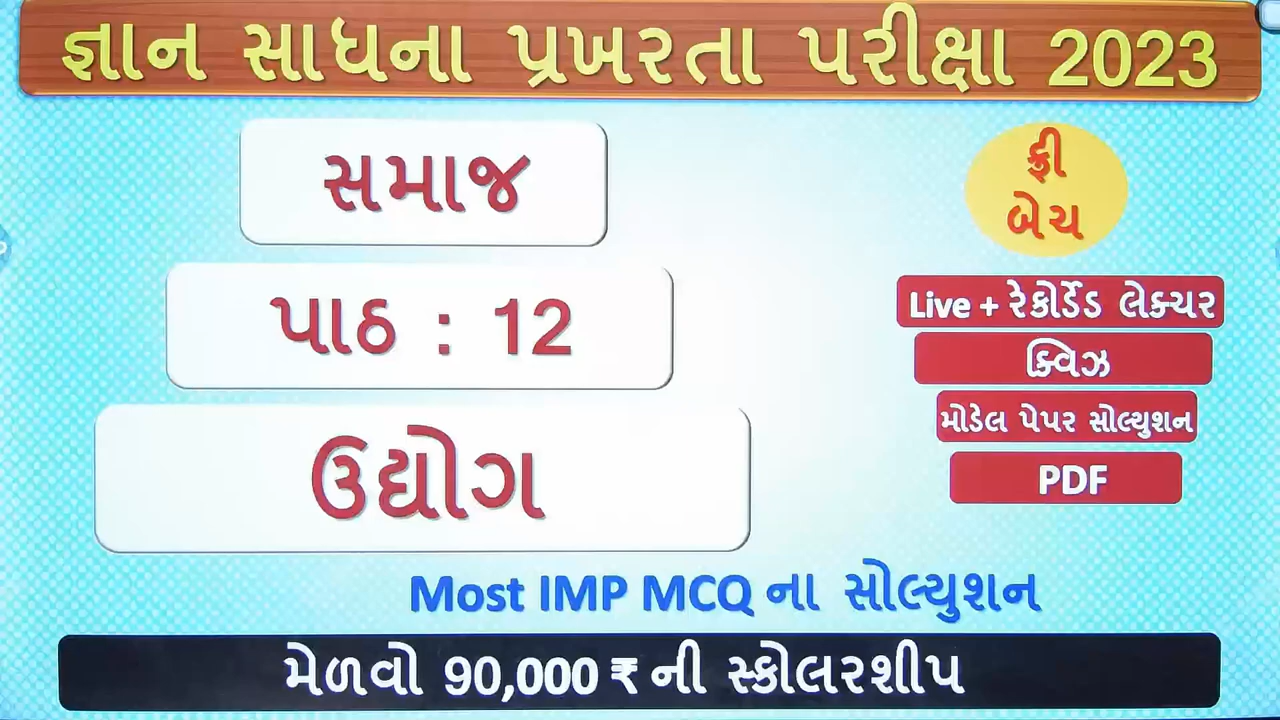 જ્ઞાન સાધના પ્રખરતા પરીક્ષા 2023
સમાજ
પાઠ : 12
ઉદ્યોગ
ફ્રી
બેચ
Live + રેકોર્ડેડ લેક્ચર
ક્વિઝ
મોડેલ પેપર સોલ્યુશન
PDF
Most IMP MCQ ના સોલ્યુશન
મેળવો 90,000 ₹ ની સ્કોલરશીપ